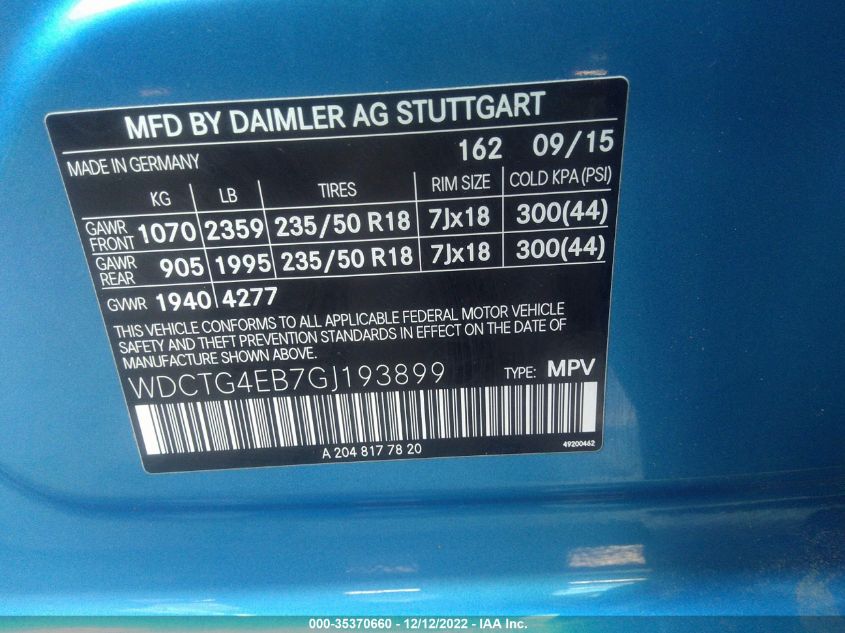 MFD BY DAIMLER AG STUTTGART
MADE IN GERMANY 162 09/15
KG LB TIRES RIM SIZE COLD KPA (PSI)
GAWR FRONT 1070 2359 235/50 R18 7Jx18 300(44)
GAWR REAR 905 1995 235/50 R18 7Jx18 300(44)
GVWR 1940 4277
THIS VEHICLE CONFORMS TO ALL APPLICABLE FEDERAL MOTOR VEHICLE
SAFETY AND THEFT PREVENTION STANDARDS IN EFFECT ON THE DATE OF
MANUFACTURE SHOWN ABOVE.
WDCTG4EB7GJ193899 TYPE: MPV
A 204 817 78 20 49200462
000-35370660 - 12/12/2022 - IAA Inc.